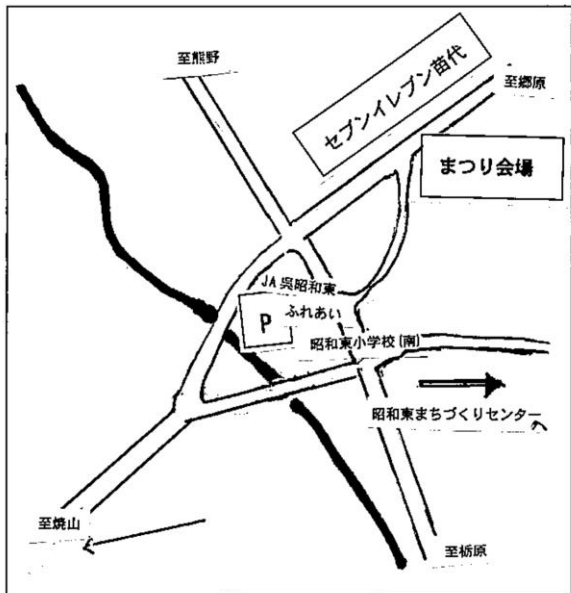 至熊野
セブンイレブン苗代
至郷原
まつり会場
JA呉昭和東
ふれあい
P
昭和東小学校(南)
昭和東まちづくりセンター
へ
至焼山
至栃原